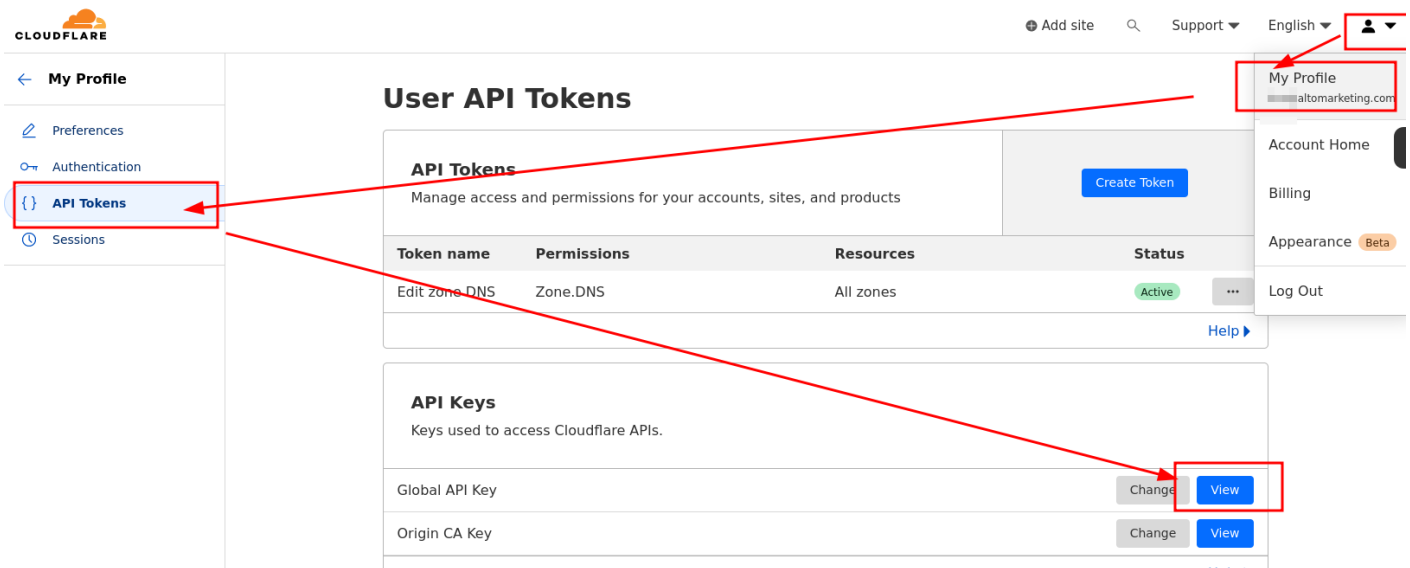 CLOUDFLARE
Add site
Support
English
My Profile
My Profile
altomarketing.com
Preferences
Authentication
{ } API Tokens
Sessions
User API Tokens
API Tokens
Manage access and permissions for your accounts, sites, and products
Create Token
Token name Permissions Resources Status
Edit zone DNS Zone.DNS All zones Active ...
Help
Account Home
Billing
Appearance Beta
Log Out
API Keys
Keys used to access Cloudflare APIs.
Global API Key Change View
Origin CA Key Change View